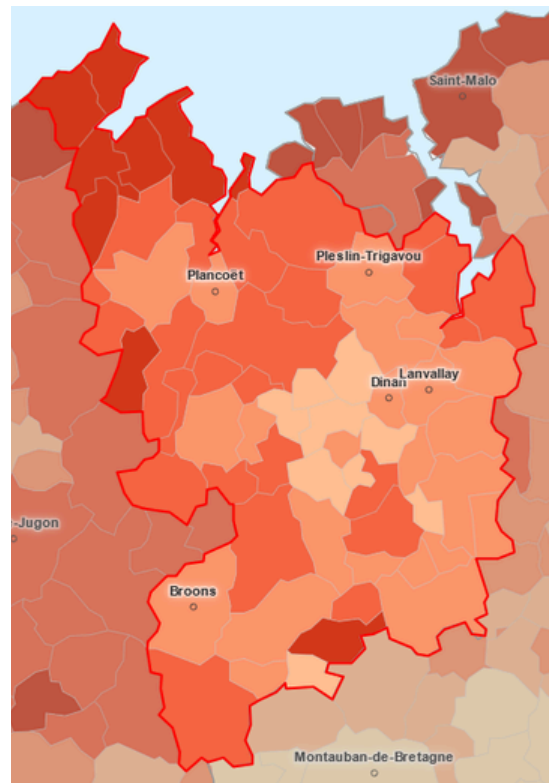 Saint-Malo
Pleslin-Trigavou
Plancoët
Lanvallay
Dinan
-Jugon
Broons
Montauban-de-Bretagne